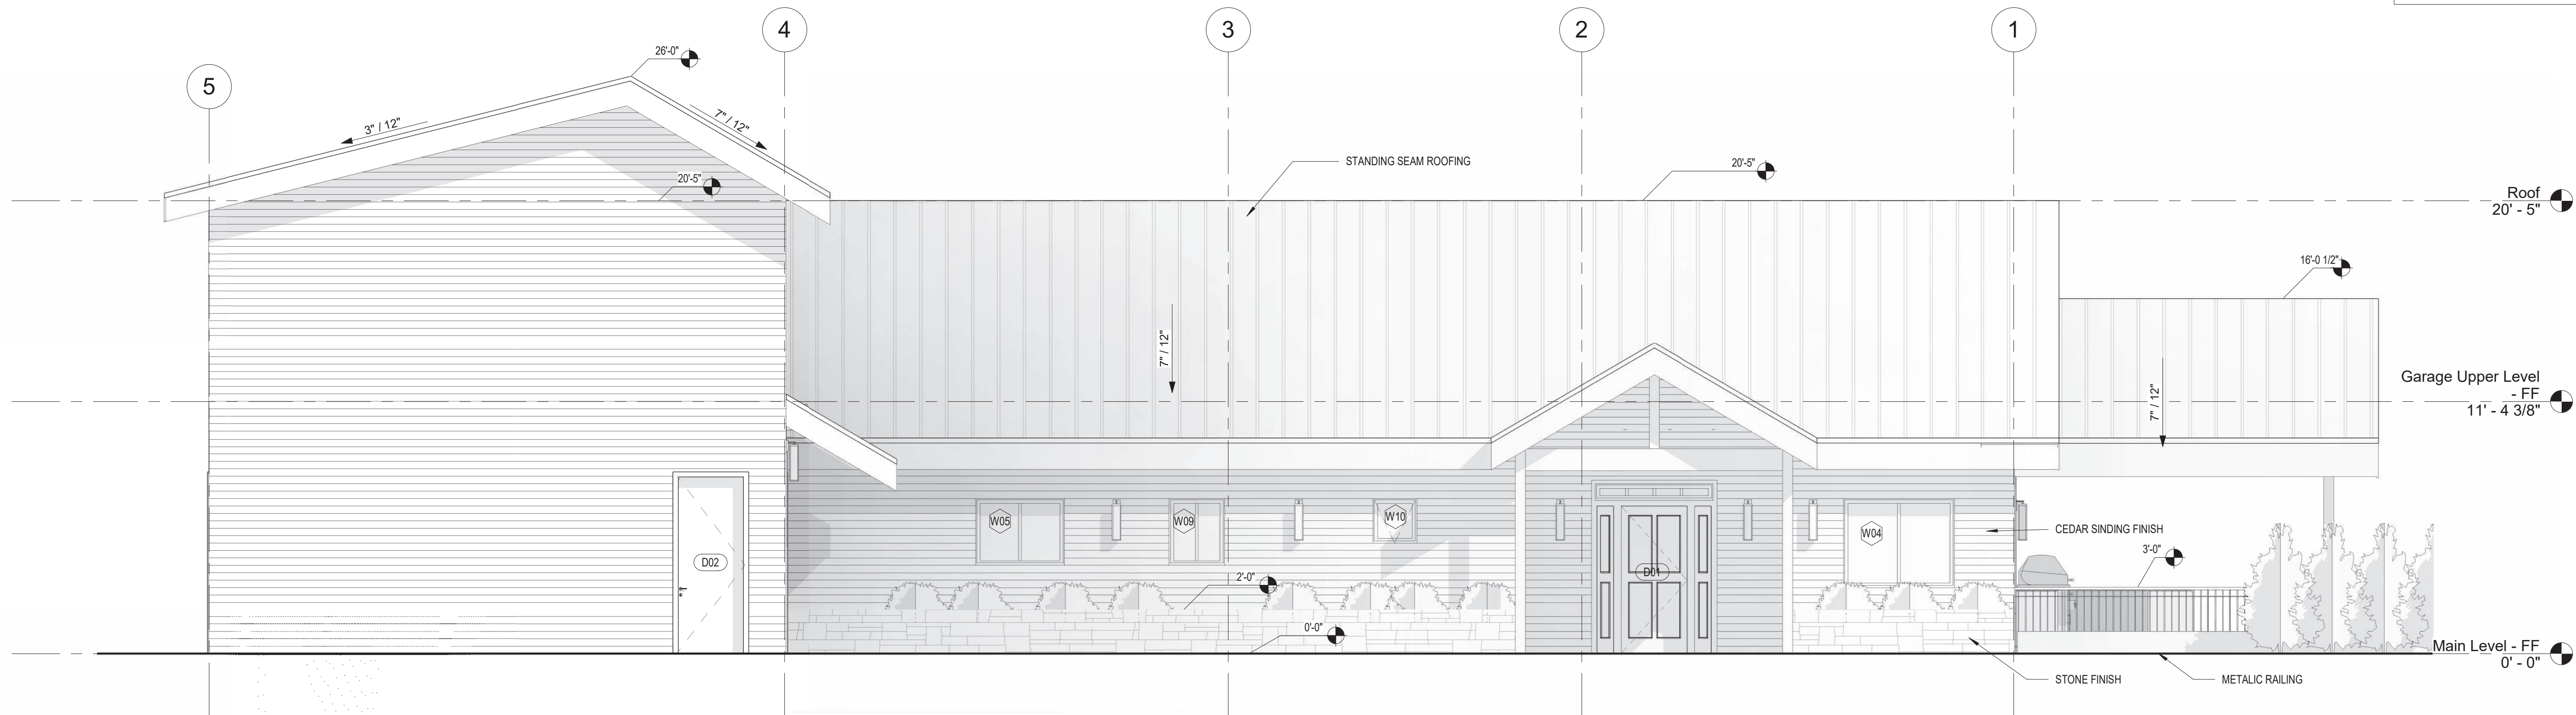 4
3
2
1
5
26'-0"
3" / 12"
7" / 12"
STANDING SEAM ROOFING
20'-5"
20'-5"
Roof
20' - 5"
16'-0 1/2"
7" / 12"
Garage Upper Level
- FF
11' - 4 3/8"
7" / 12"
W05
W09
W10
W04
CEDAR SINDING FINISH
D02
D01
3'-0"
2'-0"
0'-0"
Main Level - FF
0' - 0"
STONE FINISH
METALIC RAILING